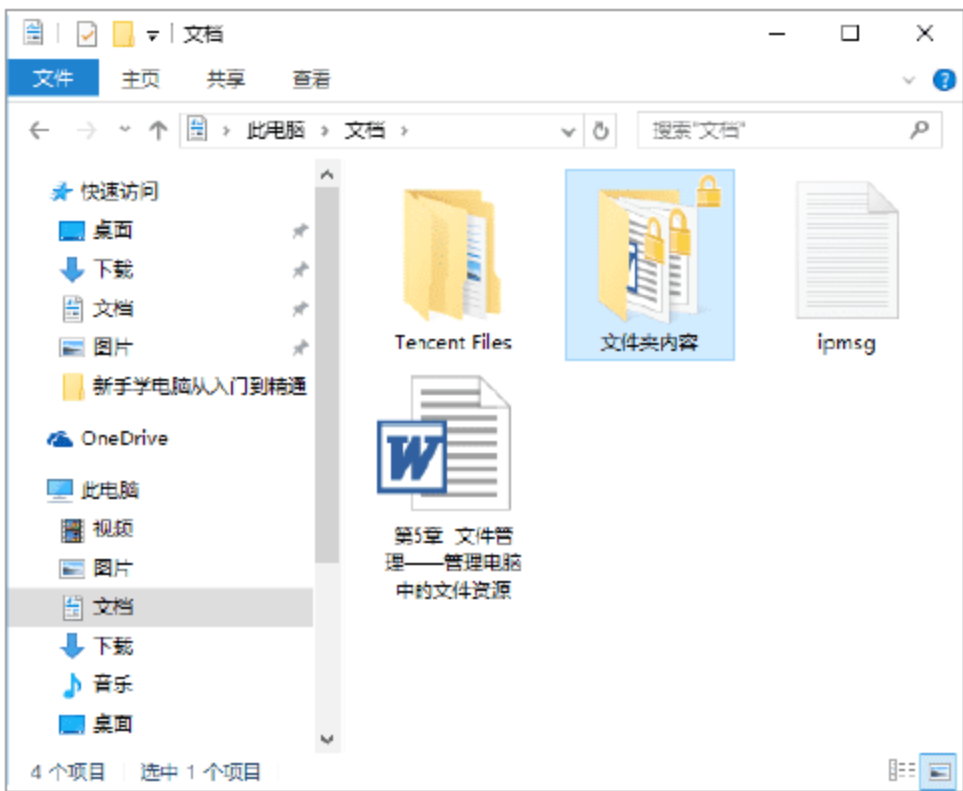 文档
文件 主页 共享 查看
此电脑 文档 搜索"文档"
快速访问
桌面
下载
文档
图片
新手学电脑从入门到精通
OneDrive
此电脑
视频
图片
文档
下载
音乐
桌面
Tencent Files
文件夹内容
ipmsg
第5章 文件管
理——管理电脑
中的文件资源
4 个项目 选中 1 个项目